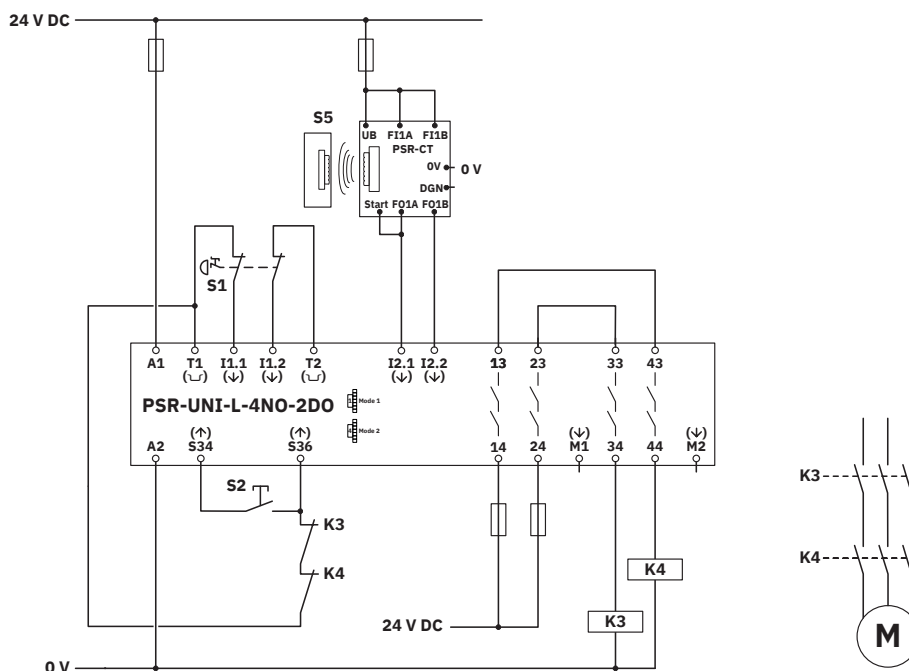 24 V DC
S5
UB FI1A FI1B
PSR-CT
0V
0 V
DGN
Start FO1A FO1B
S1
A1 T1 I1.1 I1.2 T2 I2.1 I2.2 13 23 33 43
(↓) (↓) (↓) (↓)
PSR-UNI-L-4NO-2DO
1 Mode 1
4 Mode 2
(↑) (↑) (↓) (↓)
A2 S34 S36 14 24 M1 34 44 M2
S2
K3
K4
K4
K3
24 V DC
0 V
K3
K4
M